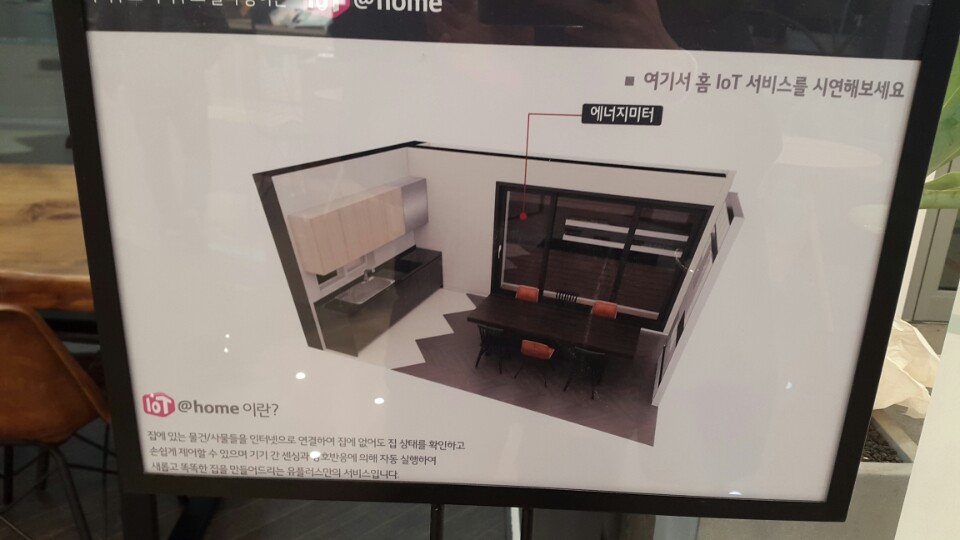 IoT @home
■ 여기서 홈 IoT 서비스를 시연해보세요
에너지미터
IoT @home 이란?
집에 있는 물건/사물들을 인터넷으로 연결하여 집에 없어도 집 상태를 확인하고
손쉽게 제어할 수 있으며 기기 간 센싱과 상호반응에 의해 자동 실행하여
새롭고 똑똑한 집을 만들어드리는 유플러스만의 서비스입니다.